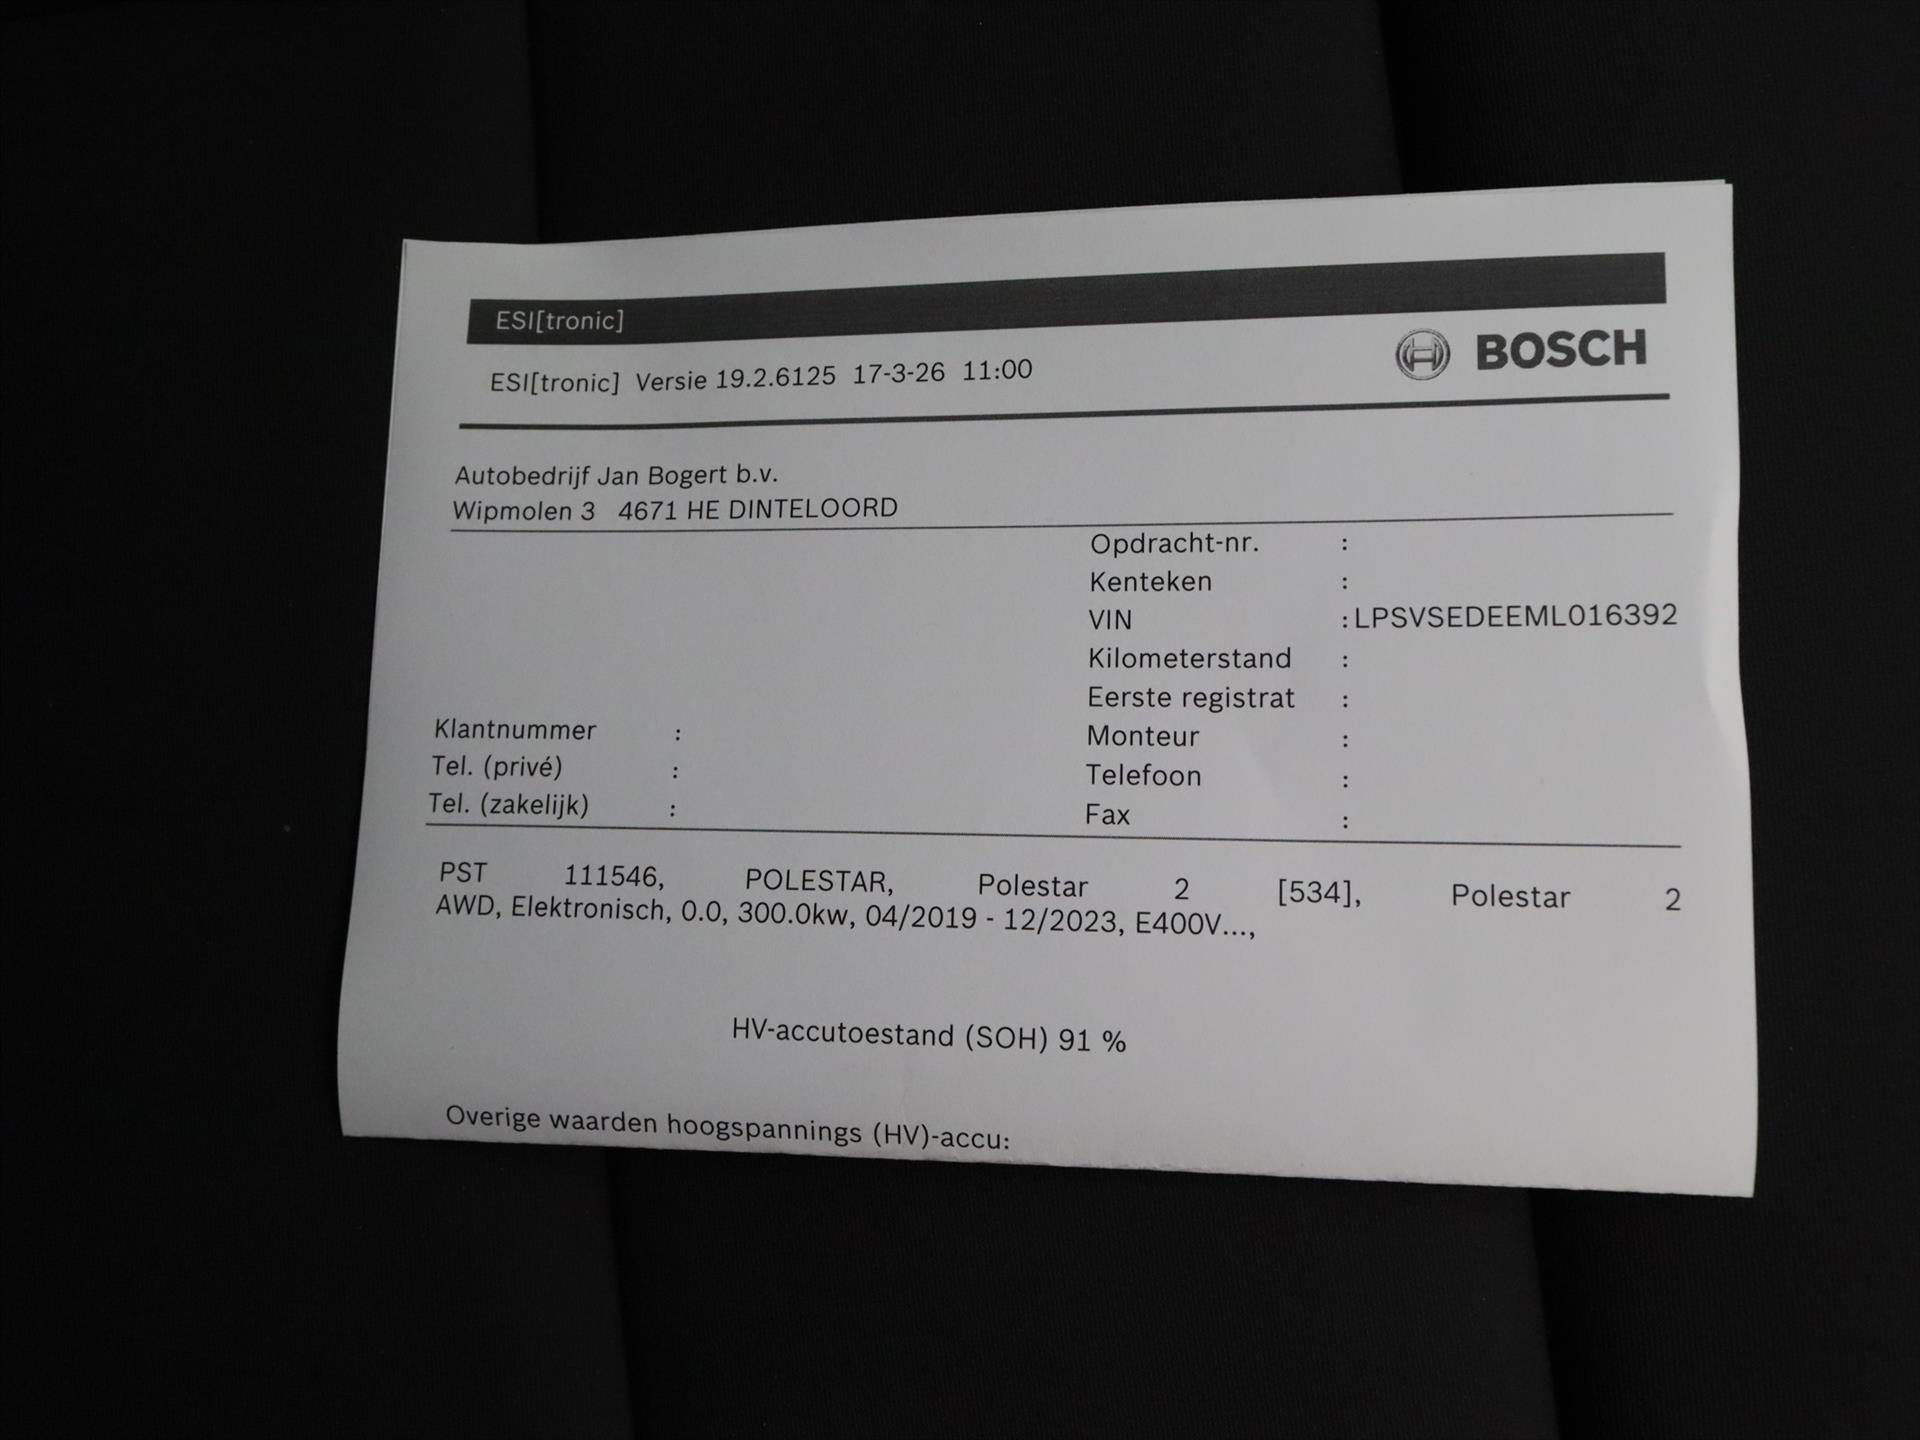 ESI[tronic]
ESI[tronic] Versie 19.2.6125 17-3-26 11:00
BOSCH
Autobedrijf Jan Bogert b.v.
Wipmolen 3 4671 HE DINTELOORD
Opdracht-nr. :
Kenteken :
VIN :LPSVSEDEEML016392
Kilometerstand :
Eerste registrat :
Klantnummer :
Monteur :
Tel. (privé) :
Telefoon :
Tel. (zakelijk) :
Fax :
PST 111546, POLESTAR, Polestar 2 [534], Polestar 2
AWD, Elektronisch, 0.0, 300.0kw, 04/2019 - 12/2023, E400V...,
HV-accutoestand (SOH) 91 %
Overige waarden hoogspannings (HV)-accu: